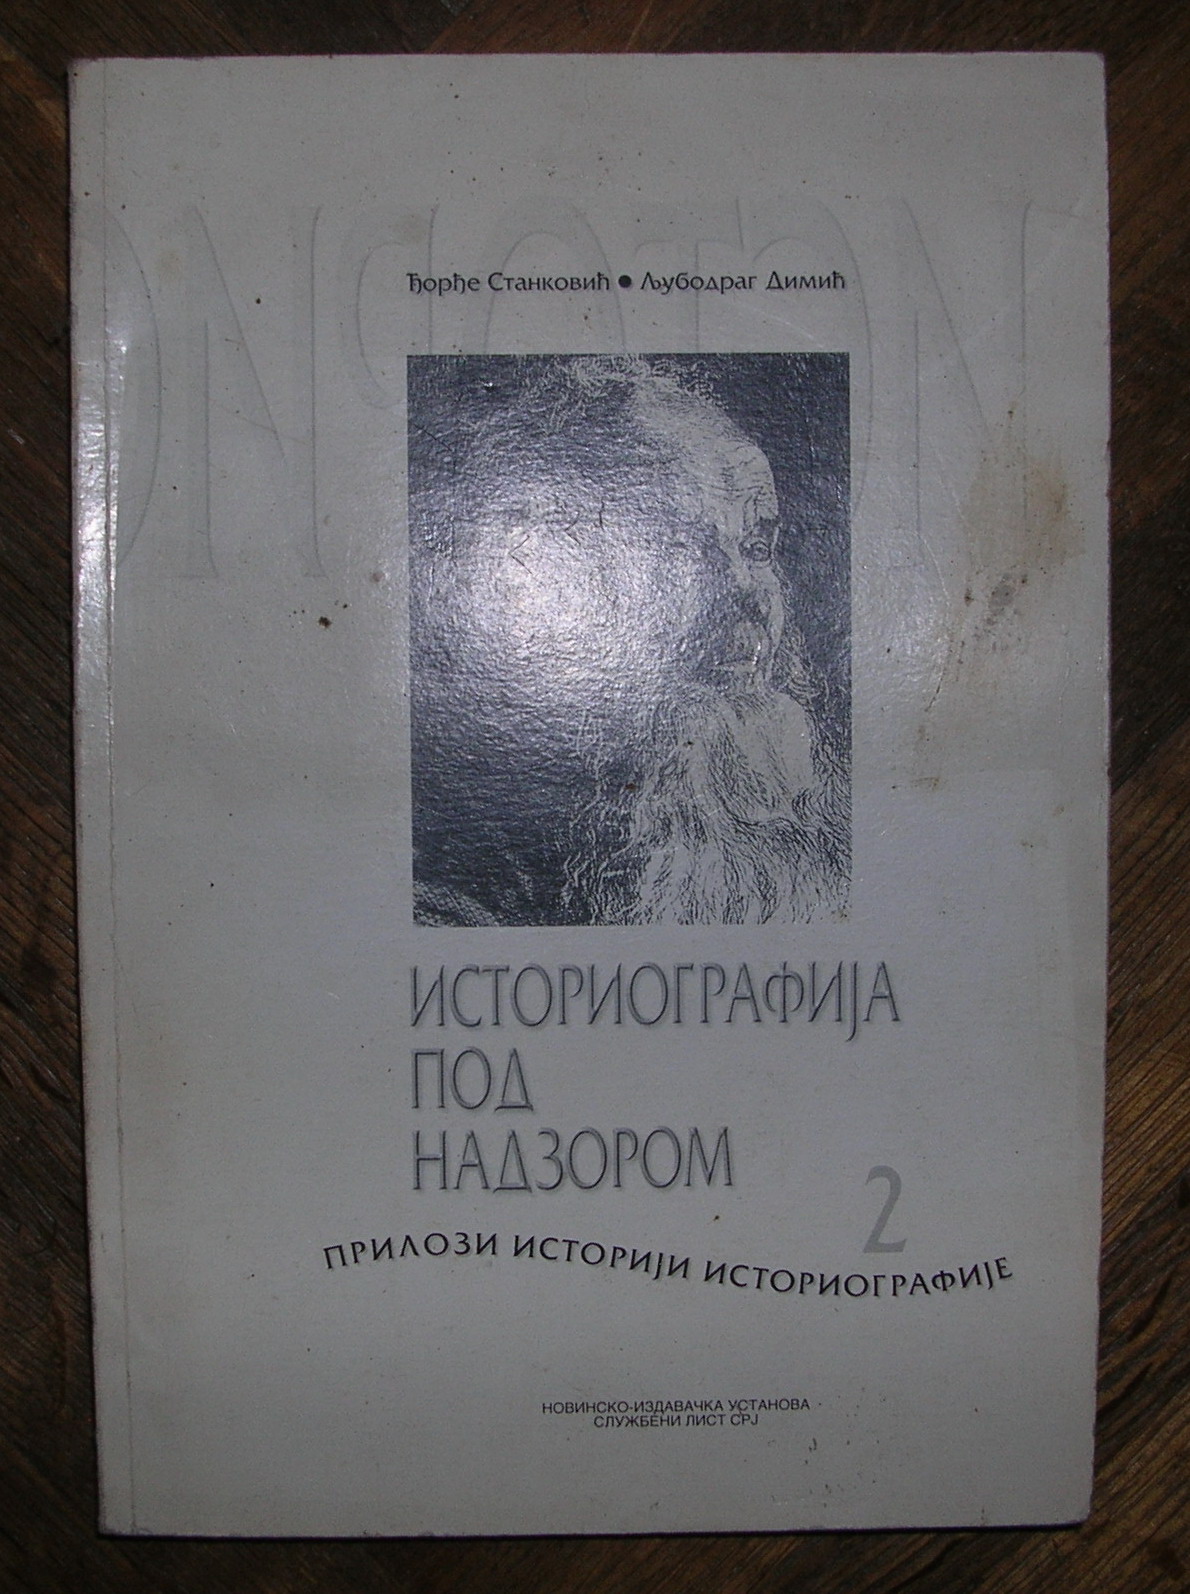 Ђорђе Станковић ● Љубодраг Димић
ИСТОРИОГРАФИЈА
ПОД
НАДЗОРОМ
2
ПРИЛОЗИ ИСТОРИЈИ ИСТОРИОГРАФИЈЕ
НОВИНСКО-ИЗДАВАЧКА УСТАНОВА
СЛУЖБЕНИ ЛИСТ СРЈ